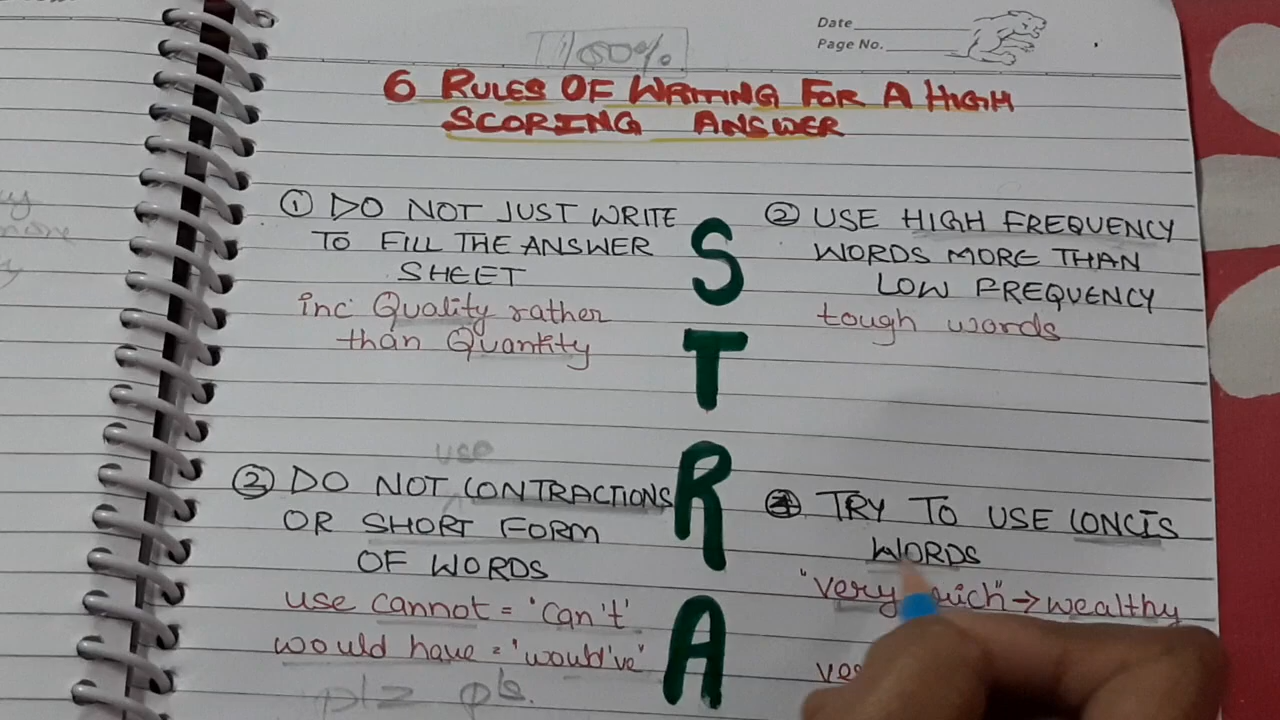 Date
Page No.
100%
6 RULES OF WRITING FOR A HIGH
SCORING ANSWER
① DO NOT JUST WRITE
TO FILL THE ANSWER
SHEET
inc Quality rather
than Quantity
② USE HIGH FREQUENCY
WORDS MORE THAN
LOW FREQUENCY
tough words
S
T
R
A
use
③ DO NOT CONTRACTIONS
OR SHORT FORM
OF WORDS
use cannot = 'can't'
would have = 'would've"
plz
④ TRY TO USE CONCIS
WORDS
"very rich" → wealthy